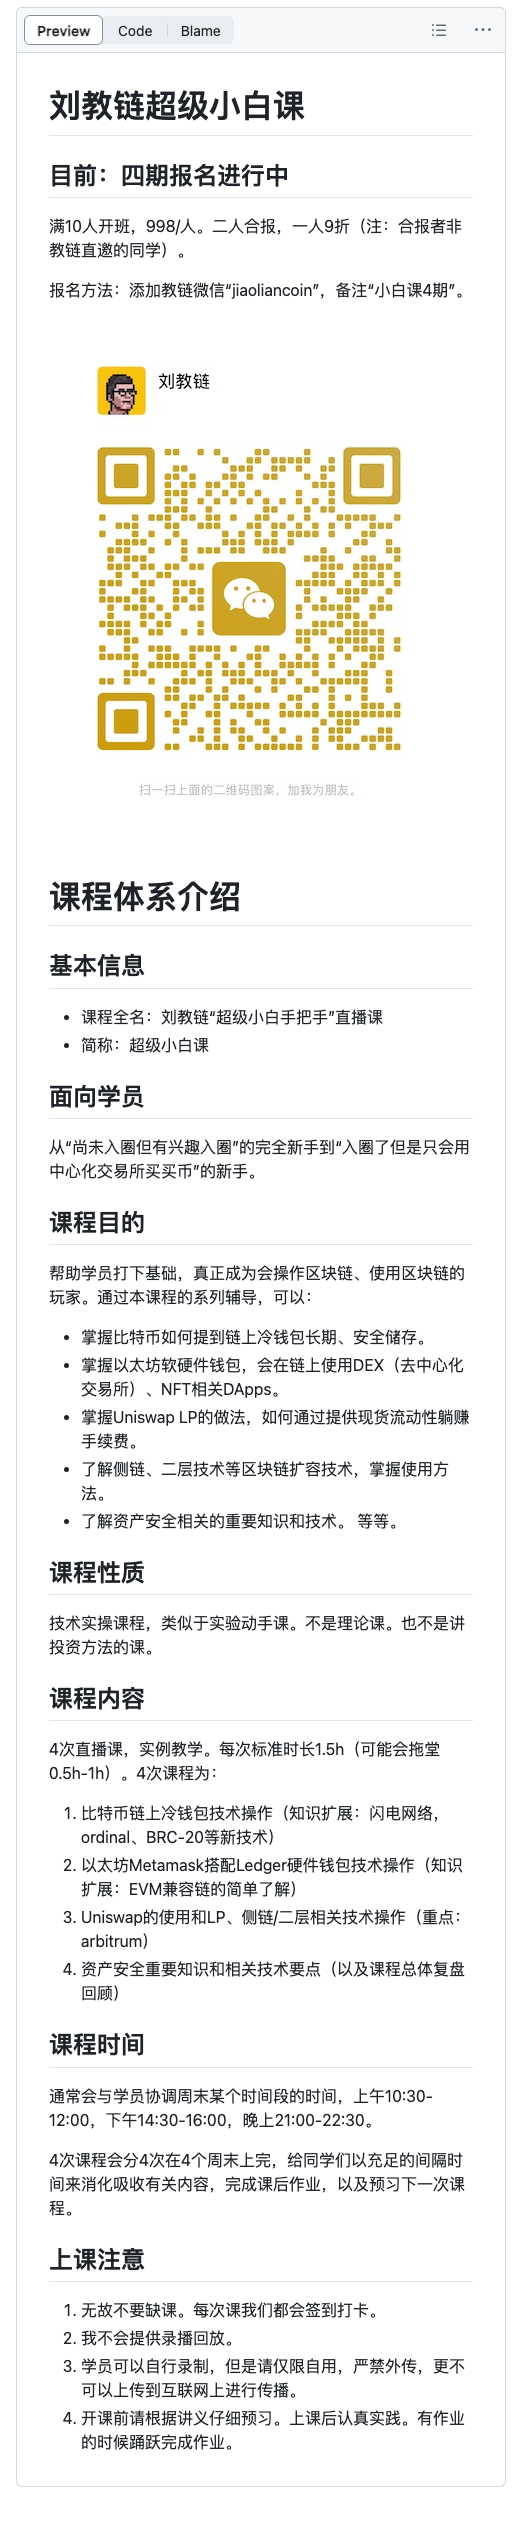 Preview Code Blame
刘教链超级小白课
目前：四期报名进行中
满10人开班，998/人。二人合报，一人9折（注：合报者非
教链直邀的同学）。
报名方法：添加教链微信“jiaoliancoin”，备注“小白课4期”。
刘教链
扫一扫上面的二维码图案，加我为朋友。
课程体系介绍
基本信息
• 课程全名：刘教链“超级小白手把手”直播课
• 简称：超级小白课
面向学员
从“尚未入圈但有兴趣入圈”的完全新手到“入圈了但是只会用
中心化交易所买买币”的新手。
课程目的
帮助学员打下基础，真正成为会操作区块链、使用区块链的
玩家。通过本课程的系列辅导，可以：
• 掌握比特币如何提到链上冷钱包长期、安全储存。
• 掌握以太坊软硬件钱包，会在链上使用DEX（去中心化
交易所）、NFT相关DApps。
• 掌握Uniswap LP的做法，如何通过提供现货流动性躺赚
手续费。
• 了解侧链、二层技术等区块链扩容技术，掌握使用方
法。
• 了解资产安全相关的重要知识和技术。 等等。
课程性质
技术实操课程，类似于实验动手课。不是理论课。也不是讲
投资方法的课。
课程内容
4次直播课，实例教学。每次标准时长1.5h（可能会拖堂
0.5h-1h）。4次课程为：
1. 比特币链上冷钱包技术操作（知识扩展：闪电网络，
ordinal、BRC-20等新技术）
2. 以太坊Metamask搭配Ledger硬件钱包技术操作（知识
扩展：EVM兼容链的简单了解）
3. Uniswap的使用和LP、侧链/二层相关技术操作（重点：
arbitrum）
4. 资产安全重要知识和相关技术要点（以及课程总体复盘
回顾）
课程时间
通常会与学员协调周末某个时间段的时间，上午10:30-
12:00，下午14:30-16:00，晚上21:00-22:30。
4次课程会分4次在4个周末上完，给同学们以充足的间隔时
间来消化吸收有关内容，完成课后作业，以及预习下一次课
程。
上课注意
1. 无故不要缺课。每次课我们都会签到打卡。
2. 我不会提供录播回放。
3. 学员可以自行录制，但是请仅限自用，严禁外传，更不
可以上传到互联网上进行传播。
4. 开课前请根据讲义仔细预习。上课后认真实践。有作业
的时候踊跃完成作业。